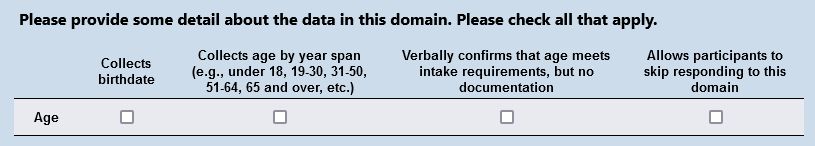 Please provide some detail about the data in this domain. Please check all that apply.
Collects
birthdate
Collects age by year span
(e.g., under 18, 19-30, 31-50,
51-64, 65 and over, etc.)
Verbally confirms that age meets
intake requirements, but no
documentation
Allows participants to
skip responding to this
domain
Age